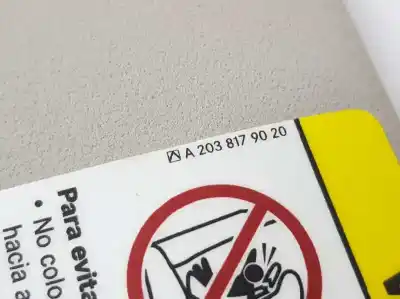 A 203 817 90 20
Para evita
• No colo
hacia a